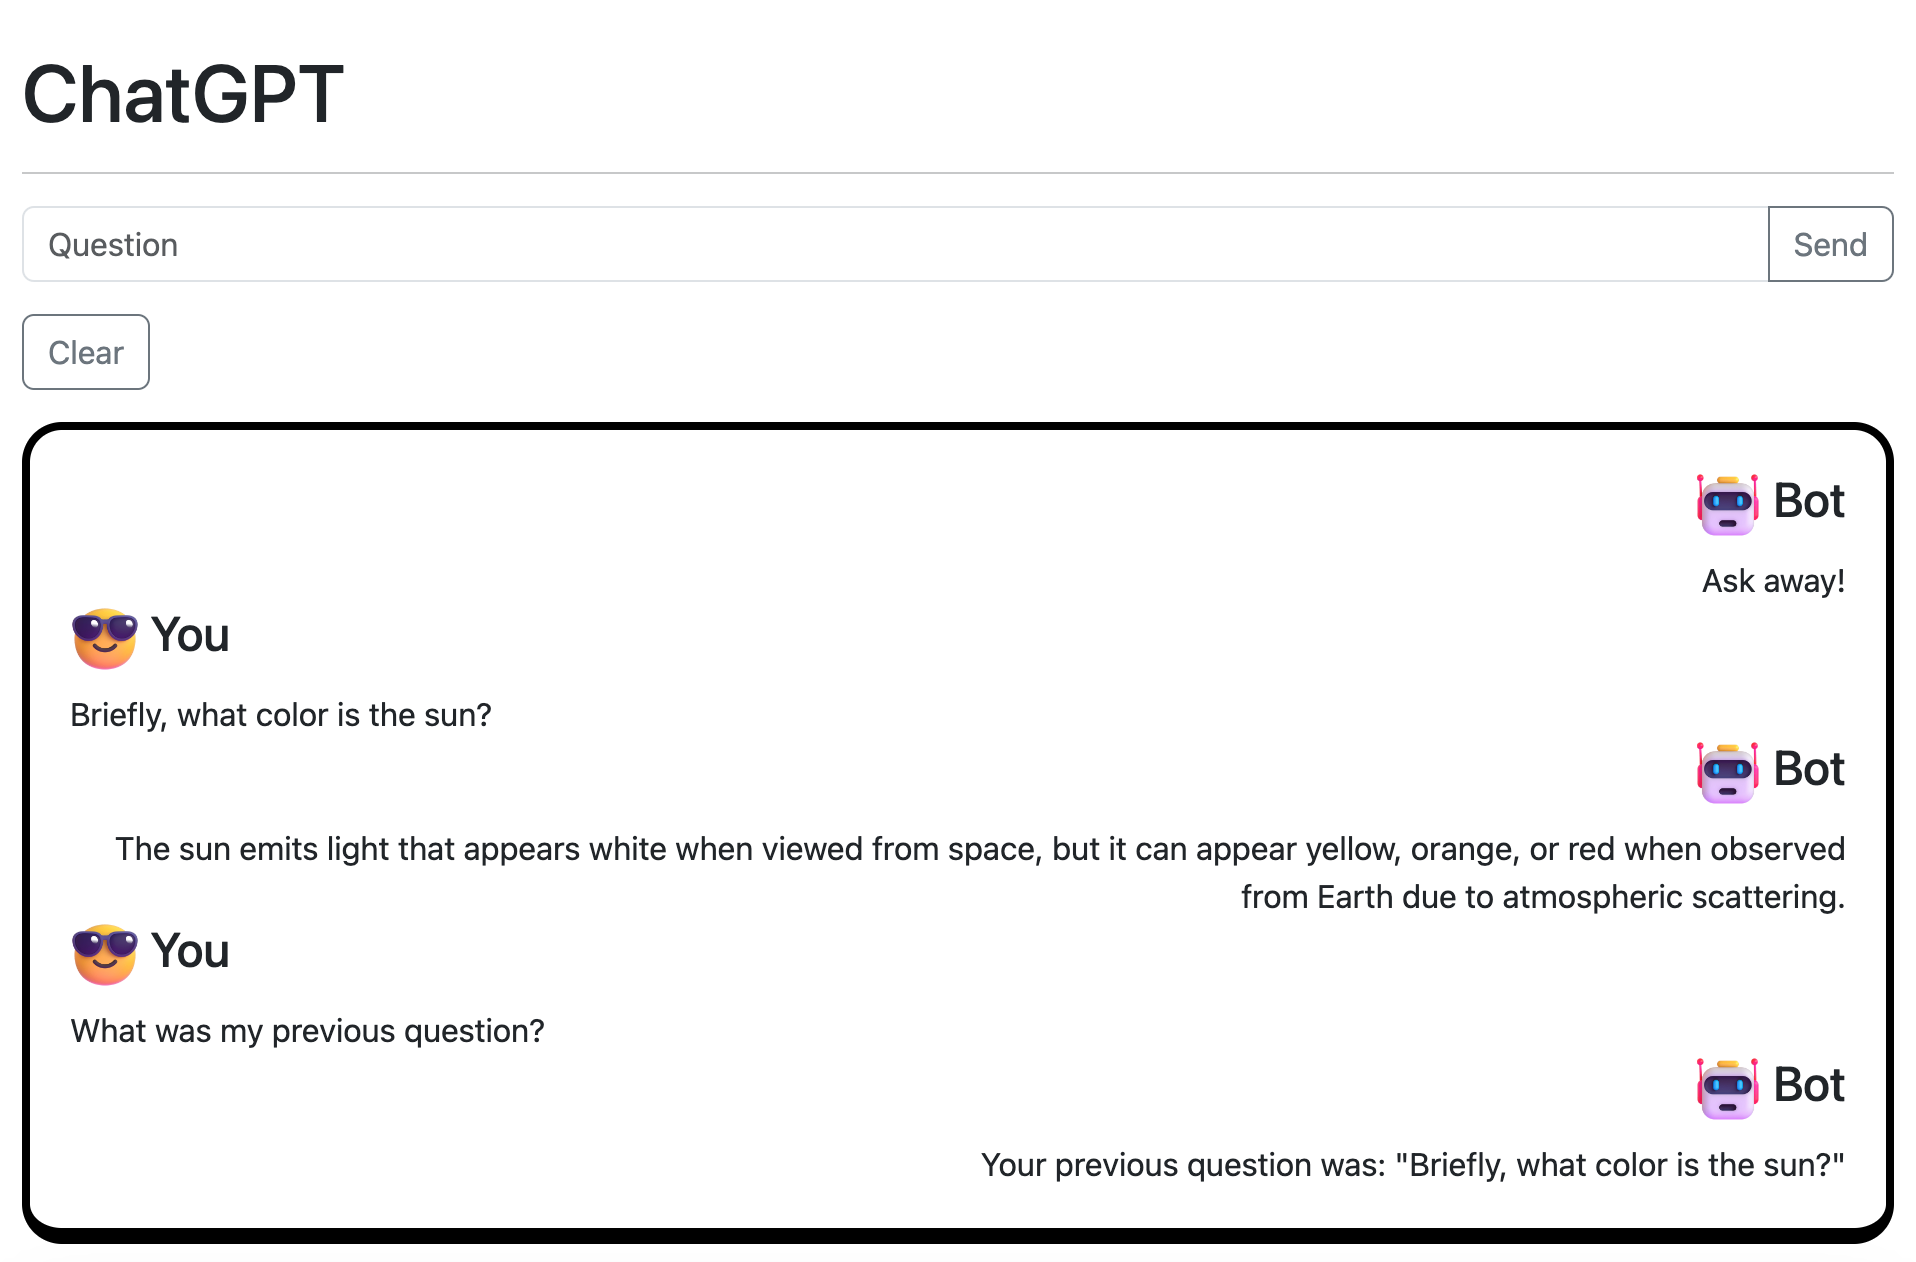 ChatGPT
Question
Send
Clear
Bot
Ask away!
You
Briefly, what color is the sun?
Bot
The sun emits light that appears white when viewed from space, but it can appear yellow, orange, or red when observed
from Earth due to atmospheric scattering.
You
What was my previous question?
Bot
Your previous question was: "Briefly, what color is the sun?"